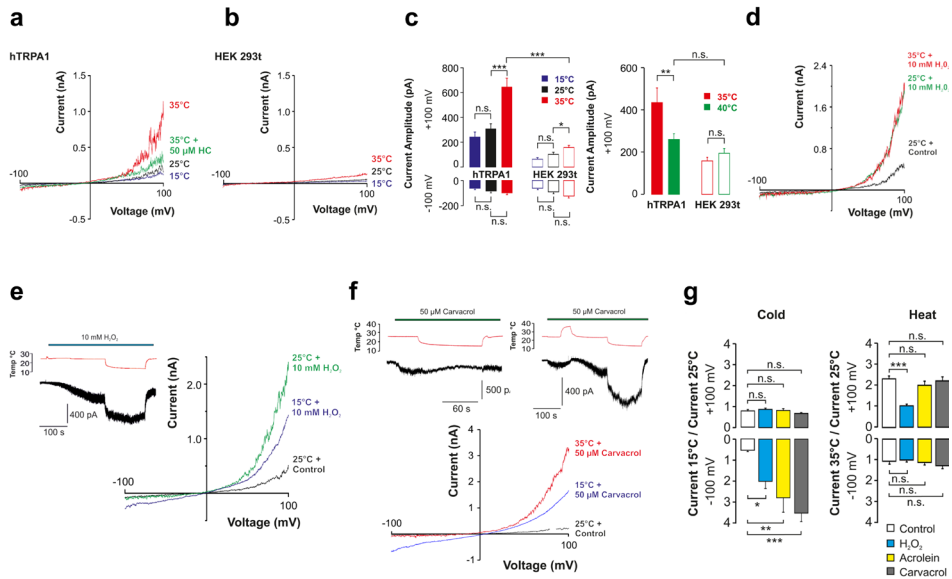 a
hTRPA1
1.5
1.0
0.5
0.5
-100
100
Current (nA)
Voltage (mV)
35°C
35°C +
50 µM HC
25°C
15°C
b
HEK 293t
1.5
1.0
0.5
0.5
-100
100
Current (nA)
Voltage (mV)
35°C
25°C
15°C
c
800
600
400
200
0
200
Current Amplitude (pA)
+100 mV
-100 mV
n.s.
***
***
n.s.
*
15°C
25°C
35°C
hTRPA1
HEK 293t
n.s.
n.s.
n.s.
n.s.
600
400
200
0
Current Amplitude (pA)
+100 mV
**
n.s.
n.s.
35°C
40°C
hTRPA1
HEK 293t
d
2.4
1.6
0.8
-100
100
Current (nA)
Voltage (mV)
35°C +
10 mM H₂0₂
25°C +
10 mM H₂0₂
25°C +
Control
e
10 mM H₂O₂
Temp °C
30
20
10
400 pA
100 s
2.0
1.0
-100
100
Current (nA)
Voltage (mV)
25°C +
10 mM H₂O₂
15°C +
10 mM H₂O₂
25°C +
Control
f
50 µM Carvacrol
Temp °C
40
30
20
10
500 p.
60 s
50 µM Carvacrol
40
30
20
10
400 pA
100 s
4
3
2
1
-1
-100
100
Current (nA)
Voltage (mV)
35°C +
50 µM Carvacrol
15°C +
50 µM Carvacrol
25°C +
Control
g
Cold
Current 15°C / Current 25°C
+100 mV
-100 mV
4
3
2
1
0
1
2
3
4
n.s.
n.s.
n.s.
*
**
***
Heat
Current 35°C / Current 25°C
+100 mV
-100 mV
4
3
2
1
0
1
2
3
4
n.s.
n.s.
***
n.s.
n.s.
n.s.
Control
H₂O₂
Acrolein
Carvacrol